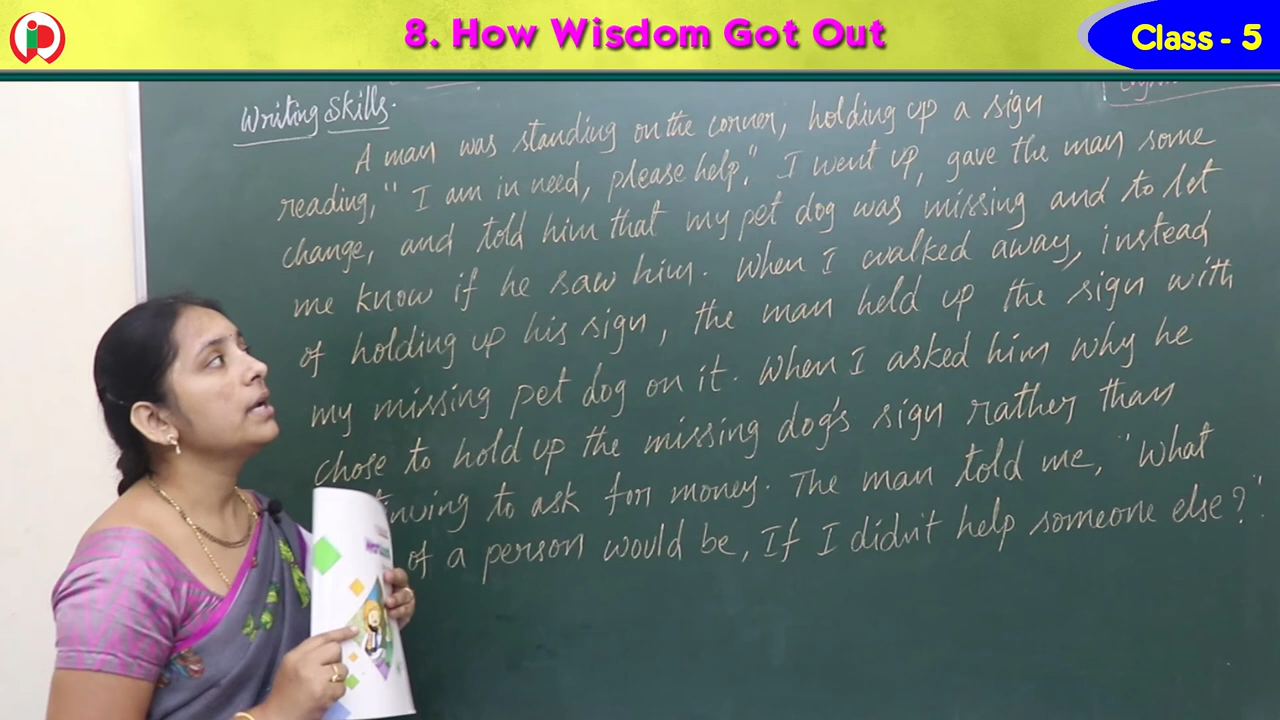 8. How Wisdom Got Out
Class - 5
Writing Skills.
A man was standing on the corner, holding up a sign
reading, "I am in need, please help," I went up, gave the man some
change, and told him that my pet dog was missing and to let
me know if he saw him. When I walked away, instead
of holding up his sign, the man held up the sign with
my missing pet dog on it. When I asked him why he
chose to hold up the missing dog's sign rather than
to ask for money. The man told me, "What
of a person would be, If I didn't help someone else?"